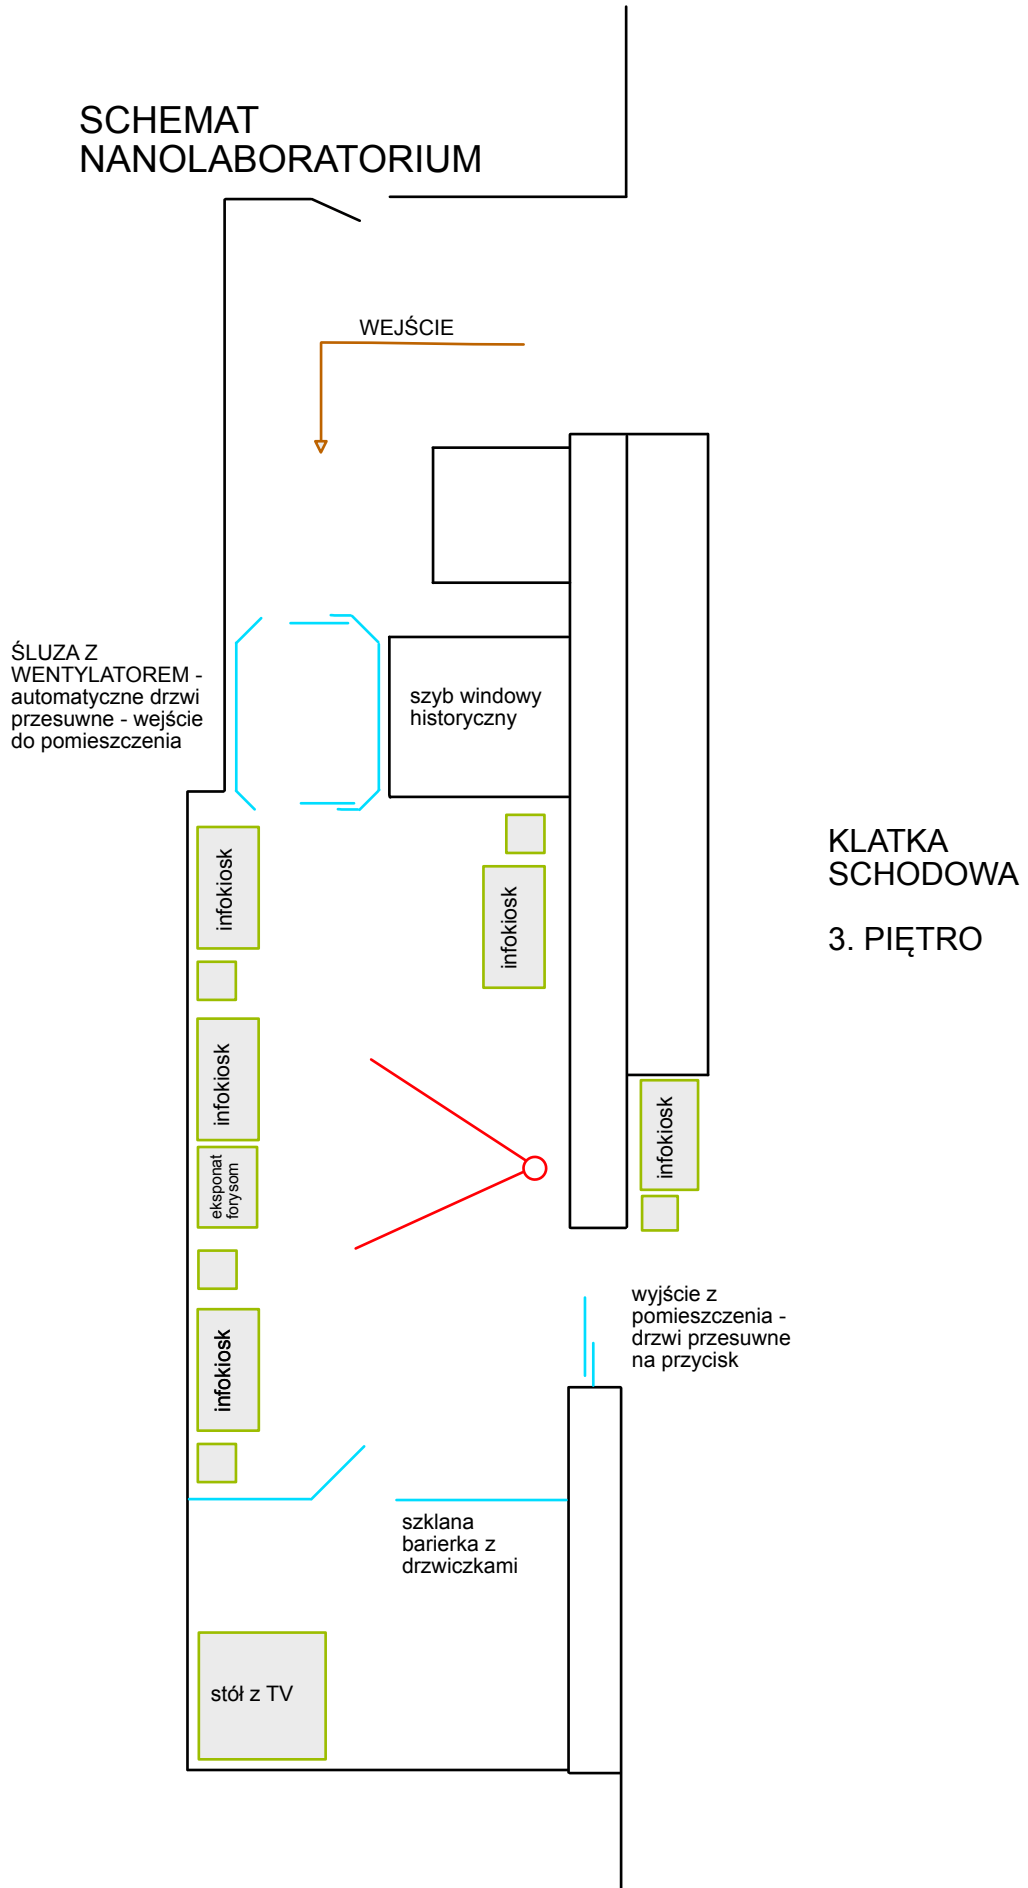 SCHEMAT
NANOLABORATORIUM
WEJŚCIE
ŚLUZA Z
WENTYLATOREM -
automatyczne drzwi
przesuwne - wejście
do pomieszczenia
szyb windowy
historyczny
infokiosk
infokiosk
KLATKA
SCHODOWA
3. PIĘTRO
infokiosk
infokiosk
eksponat
forysom
infokiosk
wyjście z
pomieszczenia -
drzwi przesuwne
na przycisk
szklana
barierka z
drzwiczkami
stół z TV